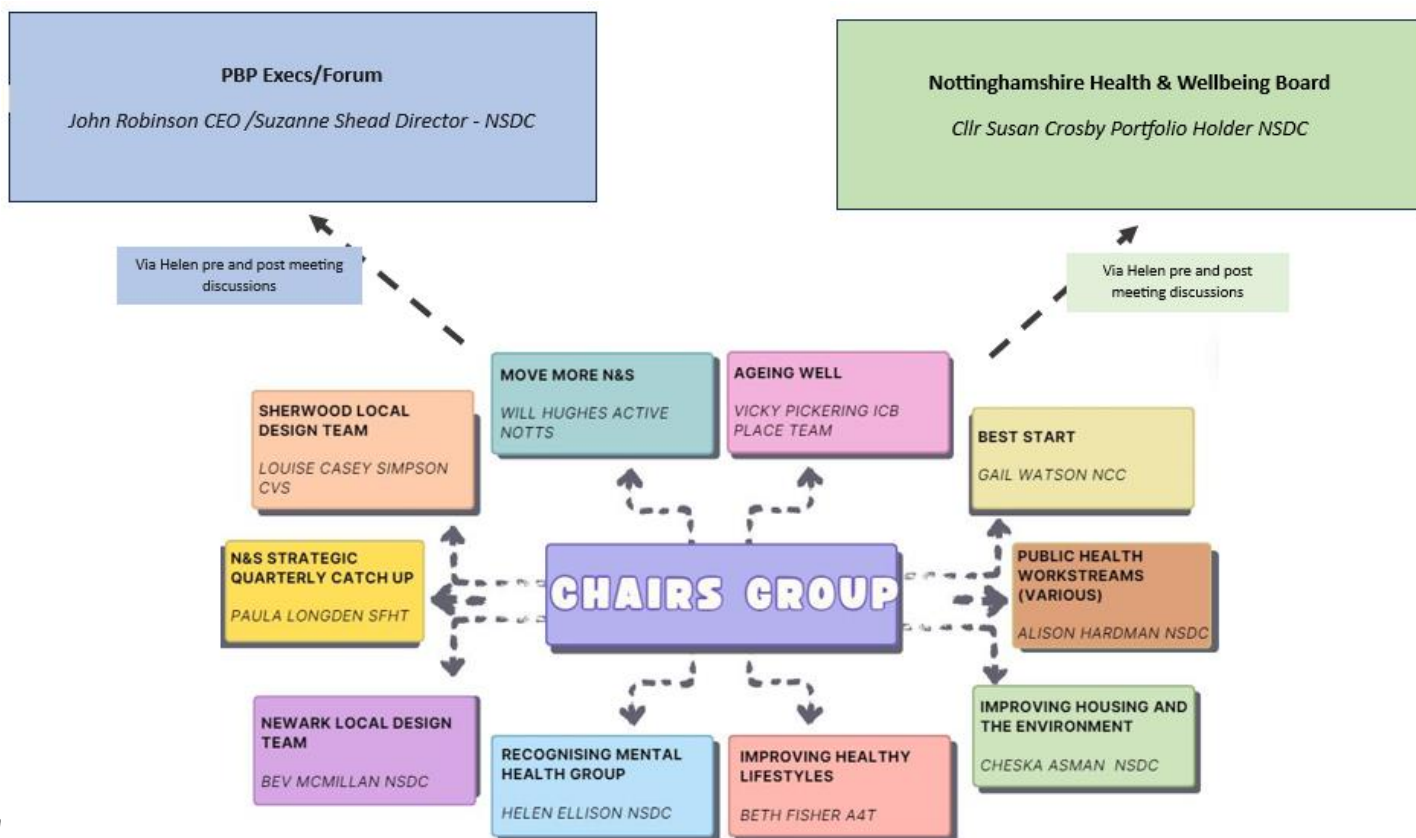 PBP Execs/Forum
John Robinson CEO /Suzanne Shead Director - NSDC
Nottinghamshire Health & Wellbeing Board
Cllr Susan Crosby Portfolio Holder NSDC
Via Helen pre and post meeting
discussions
Via Helen pre and post
meeting discussions
SHERWOOD LOCAL
DESIGN TEAM
LOUISE CASEY SIMPSON
CVS
MOVE MORE N&S
WILL HUGHES ACTIVE
NOTTS
AGEING WELL
VICKY PICKERING ICB
PLACE TEAM
BEST START
GAIL WATSON NCC
N&S STRATEGIC
QUARTERLY CATCH UP
PAULA LONGDEN SFHT
CHAIRS GROUP
PUBLIC HEALTH
WORKSTREAMS
(VARIOUS)
ALISON HARDMAN NSDC
NEWARK LOCAL DESIGN
TEAM
BEV MCMILLAN NSDC
RECOGNISING MENTAL
HEALTH GROUP
HELEN ELLISON NSDC
IMPROVING HEALTHY
LIFESTYLES
BETH FISHER A4T
IMPROVING HOUSING AND
THE ENVIRONMENT
CHESKA ASMAN NSDC